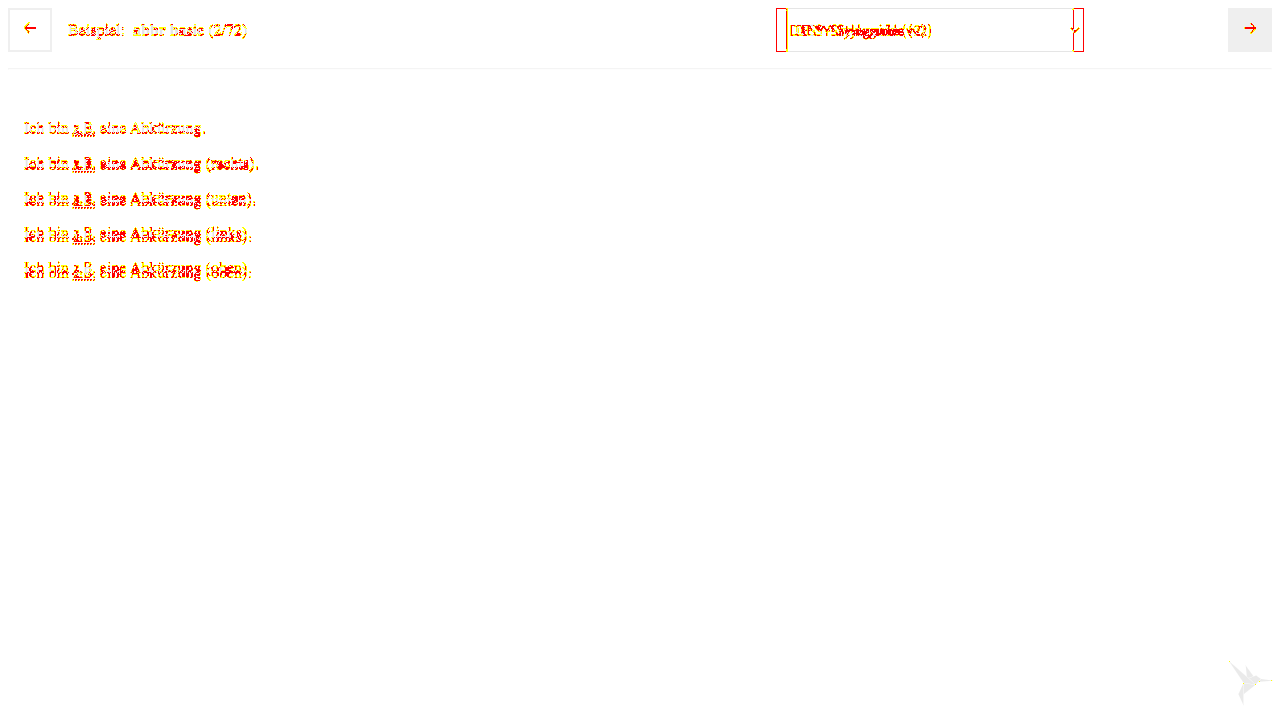 ← Beispiel: abbr basic (2/72) →
Ich bin z.B. eine Abkürzung.
Ich bin z.B. eine Abkürzung (rechts).
Ich bin z.B. eine Abkürzung (unten).
Ich bin z.B. eine Abkürzung (links).
Ich bin z.B. eine Abkürzung (oben).